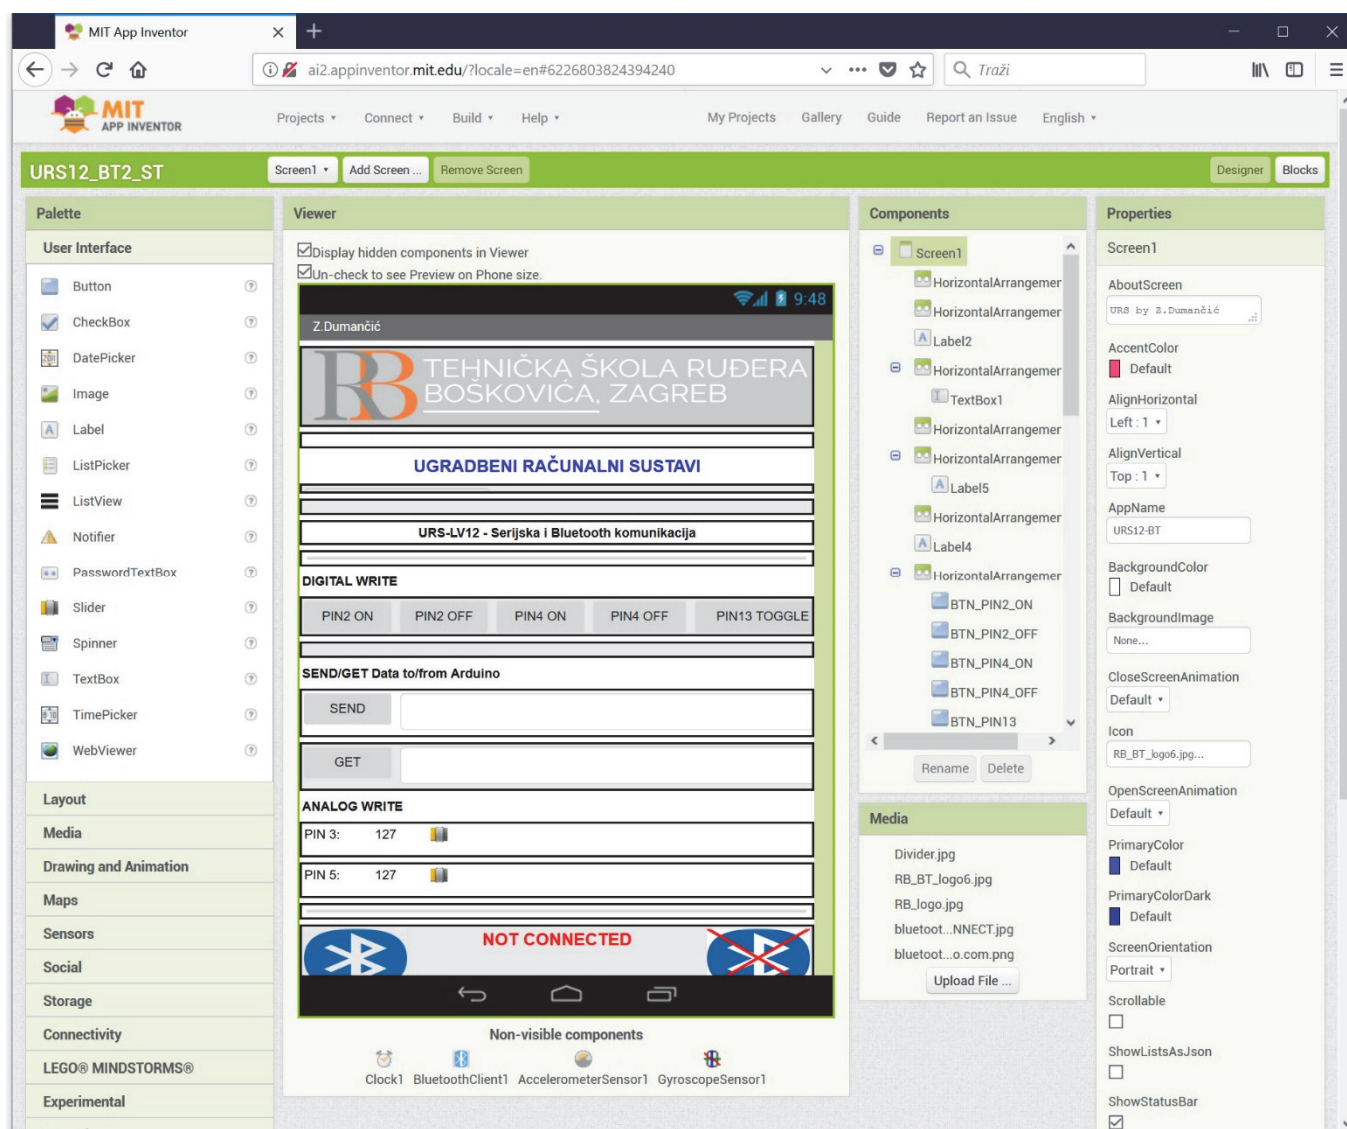 MIT App Inventor
ai2.appinventor.mit.edu/?locale=en#6226803824394240
Traži
MIT
APP INVENTOR
Projects Connect Build Help My Projects Gallery Guide Report an Issue English
URS12_BT2_ST
Screen1 Add Screen ... Remove Screen
Designer Blocks
Palette
User Interface
Button
CheckBox
DatePicker
Image
Label
ListPicker
ListView
Notifier
PasswordTextBox
Slider
Spinner
TextBox
TimePicker
WebViewer
Layout
Media
Drawing and Animation
Maps
Sensors
Social
Storage
Connectivity
LEGO® MINDSTORMS®
Experimental
Viewer
Display hidden components in Viewer
Un-check to see Preview on Phone size.
9:48
Z.Dumančić
RB
TEHNIČKA ŠKOLA RUĐERA
BOŠKOVIĆA, ZAGREB
UGRADBENI RAČUNALNI SUSTAVI
URS-LV12 - Serijska i Bluetooth komunikacija
DIGITAL WRITE
PIN2 ON PIN2 OFF PIN4 ON PIN4 OFF PIN13 TOGGLE
SEND/GET Data to/from Arduino
SEND
GET
ANALOG WRITE
PIN 3: 127
PIN 5: 127
NOT CONNECTED
Non-visible components
Clock1 BluetoothClient1 AccelerometerSensor1 GyroscopeSensor1
Components
Screen1
HorizontalArrangemer
HorizontalArrangemer
Label2
HorizontalArrangemer
TextBox1
HorizontalArrangemer
HorizontalArrangemer
Label5
HorizontalArrangemer
Label4
HorizontalArrangemer
BTN_PIN2_ON
BTN_PIN2_OFF
BTN_PIN4_ON
BTN_PIN4_OFF
BTN_PIN13
Rename Delete
Media
Divider.jpg
RB_BT_logo6.jpg
RB_logo.jpg
bluetoot...NNECT.jpg
bluetoot...o.com.png
Upload File ...
Properties
Screen1
AboutScreen
URS by Z.Dumančić
AccentColor
Default
AlignHorizontal
Left : 1
AlignVertical
Top : 1
AppName
URS12-BT
BackgroundColor
Default
BackgroundImage
None...
CloseScreenAnimation
Default
Icon
RB_BT_logo6.jpg...
OpenScreenAnimation
Default
PrimaryColor
Default
PrimaryColorDark
Default
ScreenOrientation
Portrait
Scrollable
ShowListsAsJson
ShowStatusBar